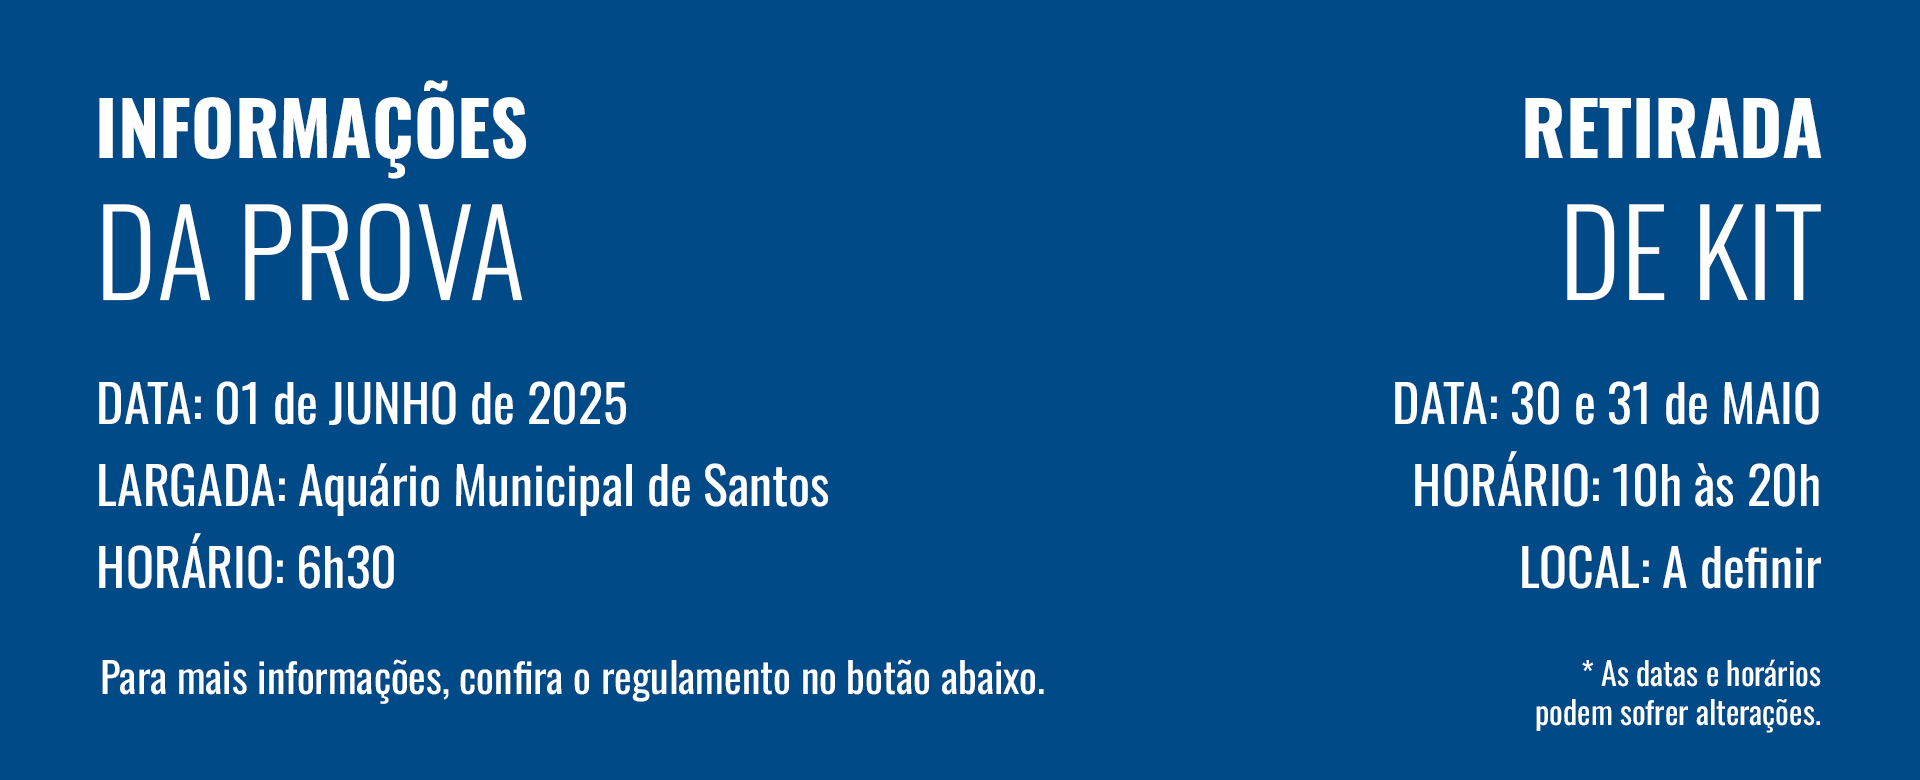 INFORMAÇÕES
DA PROVA
DATA: 01 de JUNHO de 2025
LARGADA: Aquário Municipal de Santos
HORÁRIO: 6h30
Para mais informações, confira o regulamento no botão abaixo.
RETIRADA
DE KIT
DATA: 30 e 31 de MAIO
HORÁRIO: 10h às 20h
LOCAL: A definir
* As datas e horários
podem sofrer alterações.